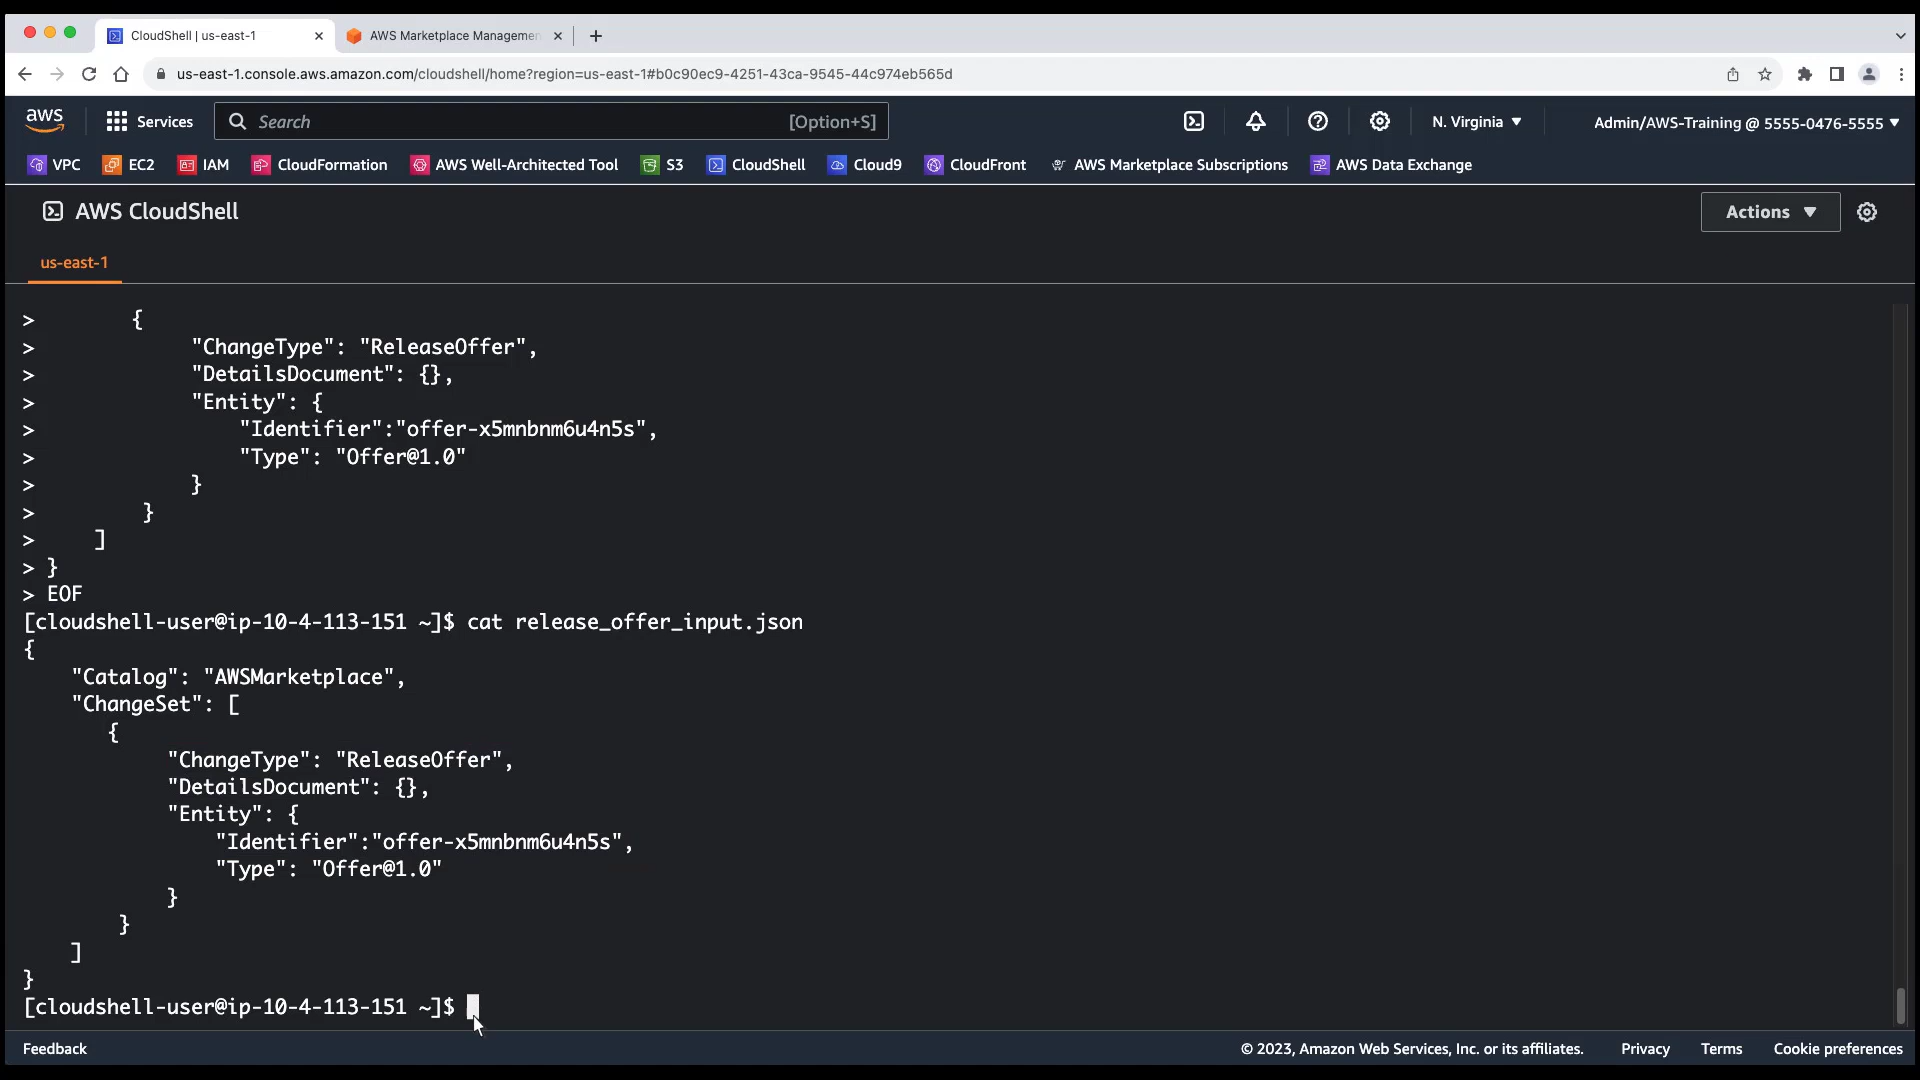 CloudShell | us-east-1
AWS Marketplace Managemen
us-east-1.console.aws.amazon.com/cloudshell/home?region=us-east-1#b0c90ec9-4251-43ca-9545-44c974eb565d
aws
Services
Search
[Option+S]
N. Virginia
Admin/AWS-Training @ 5555-0476-5555
VPC
EC2
IAM
CloudFormation
AWS Well-Architected Tool
S3
CloudShell
Cloud9
CloudFront
AWS Marketplace Subscriptions
AWS Data Exchange
AWS CloudShell
Actions
us-east-1
>        {
>             "ChangeType": "ReleaseOffer",
>             "DetailsDocument": {},
>             "Entity": {
>                 "Identifier":"offer-x5mnbnm6u4n5s",
>                 "Type": "Offer@1.0"
>             }
>         }
>     ]
> }
> EOF
[cloudshell-user@ip-10-4-113-151 ~]$ cat release_offer_input.json
{
    "Catalog": "AWSMarketplace",
    "ChangeSet": [
       {
            "ChangeType": "ReleaseOffer",
            "DetailsDocument": {},
            "Entity": {
                "Identifier":"offer-x5mnbnm6u4n5s",
                "Type": "Offer@1.0"
            }
        }
    ]
}
[cloudshell-user@ip-10-4-113-151 ~]$
Feedback
© 2023, Amazon Web Services, Inc. or its affiliates.
Privacy
Terms
Cookie preferences